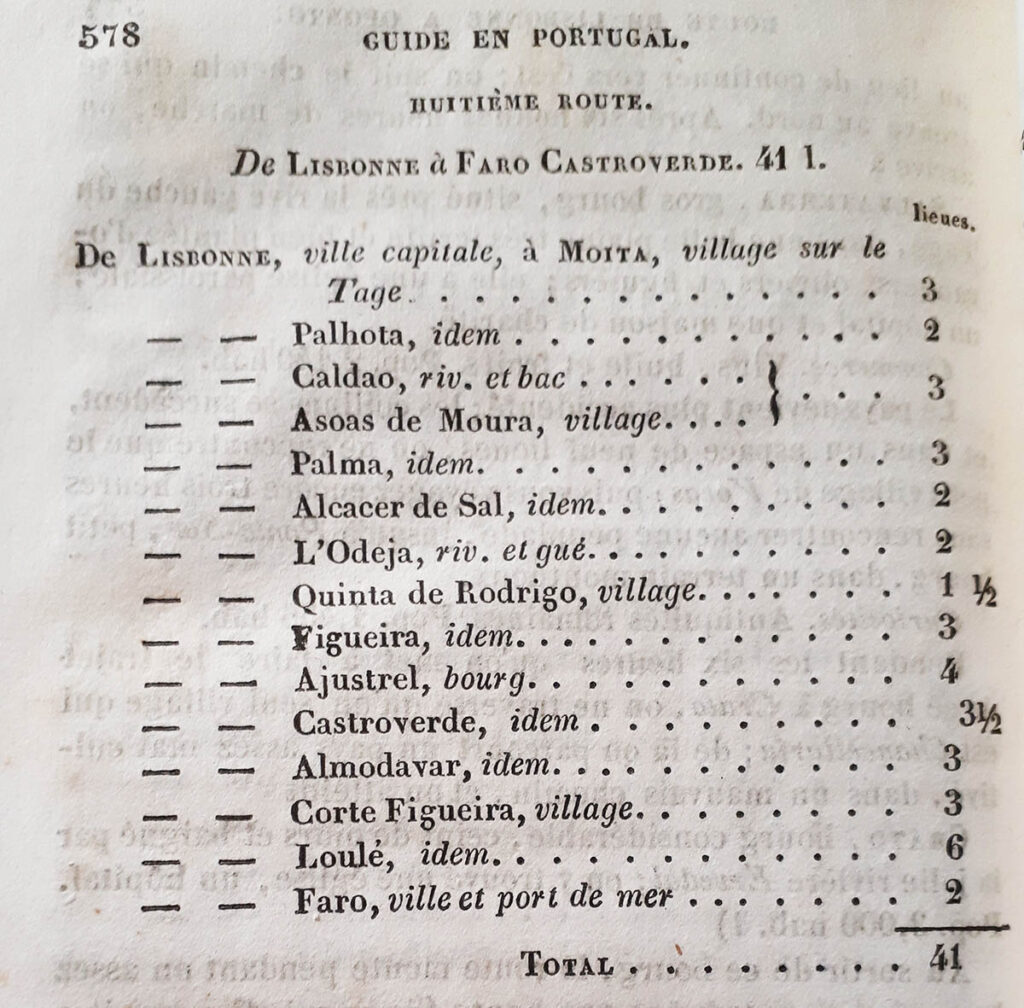 578 GUIDE EN PORTUGAL.
HUITIÈME ROUTE.
De LISBONNE à FARO CASTROVERDE. 41 l.
lieues.
De LISBONNE, ville capitale, à MOITA, village sur le
Tage. . . . . . . . . . . . . . 3
— — Palhota, idem . . . . . . . . . . . 2
— — Caldao, riv. et bac . . . . . . } . . . . 3
— — Asoas de Moura, village. . . .
— — Palma, idem. . . . . . . . . . . . 3
— — Alcacer de Sal, idem. . . . . . . . . 2
— — L'Odeja, riv. et gué. . . . . . . . . 2
— — Quinta de Rodrigo, village. . . . . . 1 ½
— — Figueira, idem. . . . . . . . . . . 3
— — Ajustrel, bourg. . . . . . . . . . . 4
— — Castroverde, idem . . . . . . . . . 3½
— — Almodavar, idem. . . . . . . . . . 3
— — Corte Figueira, village. . . . . . . . 3
— — Loulé, idem. . . . . . . . . . . . 6
— — Faro, ville et port de mer . . . . . . 2
TOTAL . . . . . . . . . 41